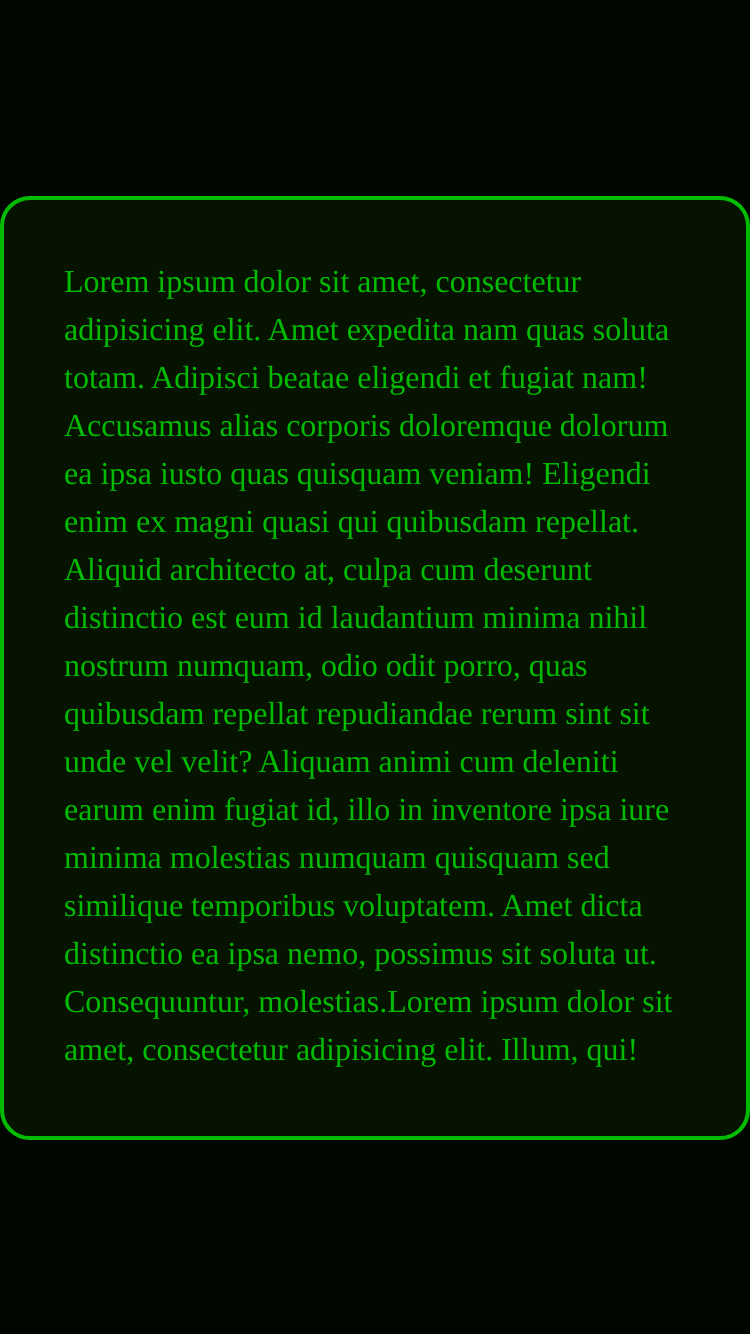 Lorem ipsum dolor sit amet, consectetur
adipisicing elit. Amet expedita nam quas soluta
totam. Adipisci beatae eligendi et fugiat nam!
Accusamus alias corporis doloremque dolorum
ea ipsa iusto quas quisquam veniam! Eligendi
enim ex magni quasi qui quibusdam repellat.
Aliquid architecto at, culpa cum deserunt
distinctio est eum id laudantium minima nihil
nostrum numquam, odio odit porro, quas
quibusdam repellat repudiandae rerum sint sit
unde vel velit? Aliquam animi cum deleniti
earum enim fugiat id, illo in inventore ipsa iure
minima molestias numquam quisquam sed
similique temporibus voluptatem. Amet dicta
distinctio ea ipsa nemo, possimus sit soluta ut.
Consequuntur, molestias.Lorem ipsum dolor sit
amet, consectetur adipisicing elit. Illum, qui!